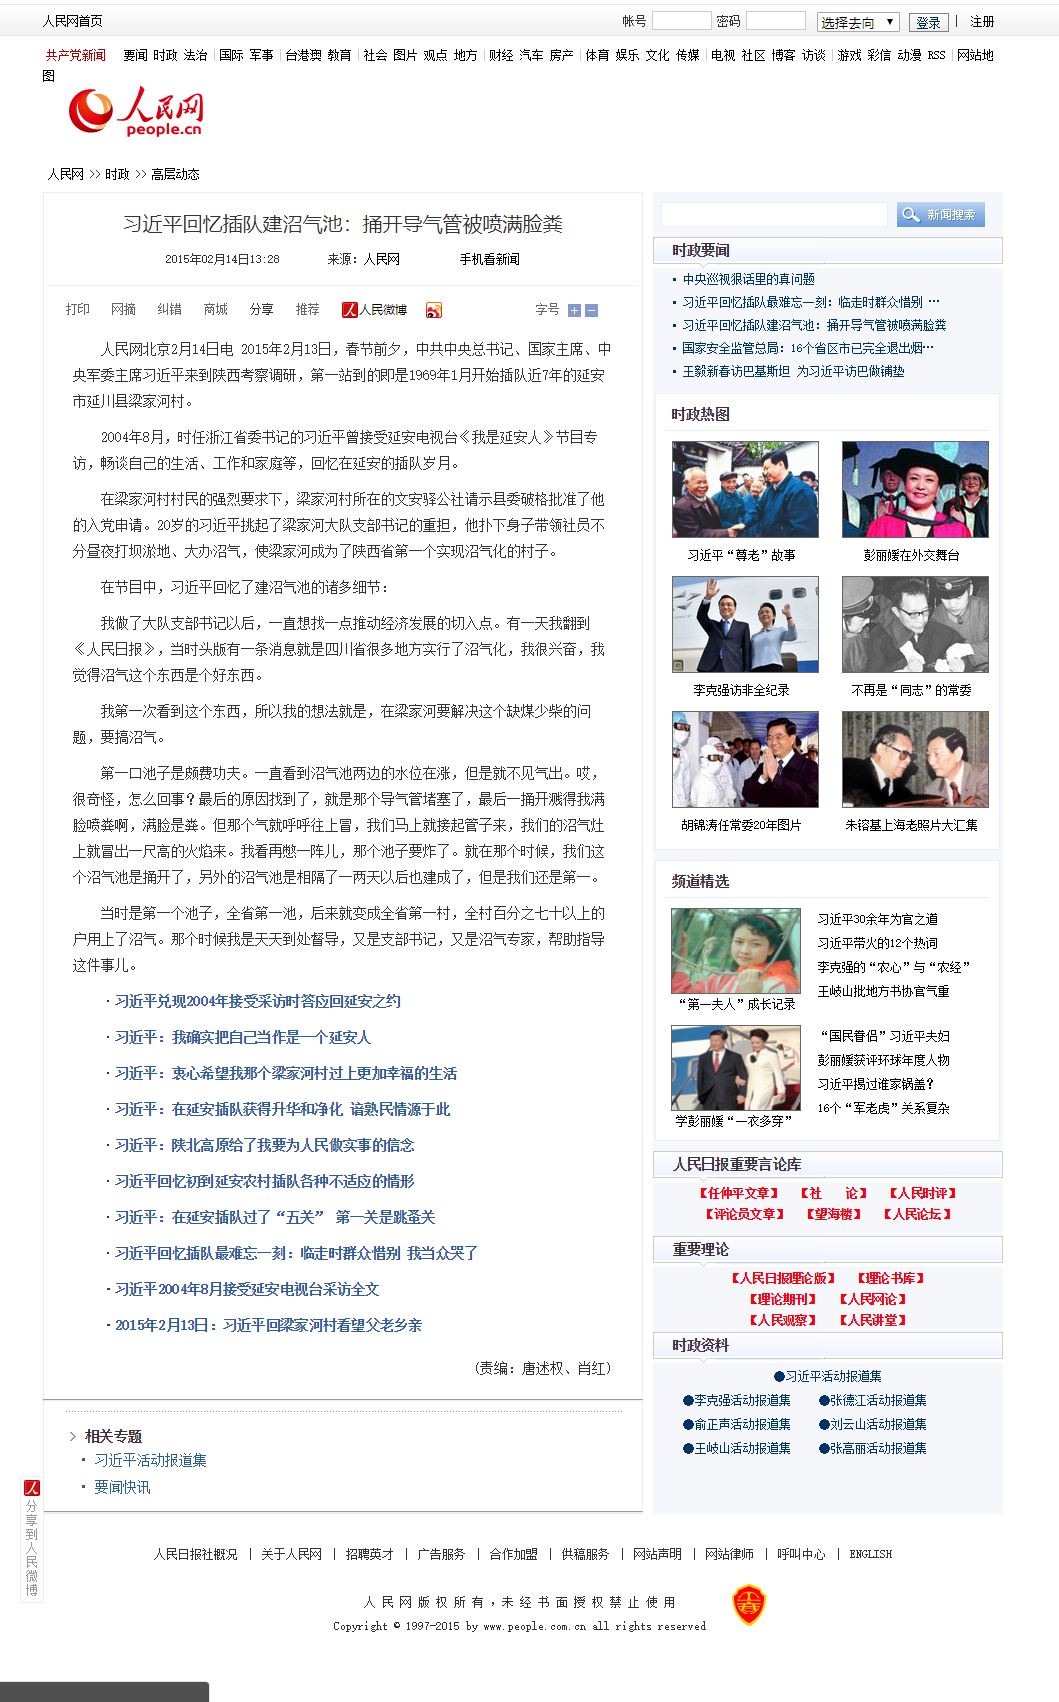 人民网首页
帐号 密码 选择去向 登录 | 注册
共产党新闻 要闻 时政 法治 | 国际 军事 | 台港澳 教育 | 社会 图片 观点 地方 | 财经 汽车 房产 | 体育 娱乐 文化 传媒 | 电视 社区 博客 访谈 | 游戏 彩信 动漫 RSS | 网站地
图
人民网
people.cn
人民网 >> 时政 >> 高层动态
习近平回忆插队建沼气池：捅开导气管被喷满脸粪
2015年02月14日13:28 来源：人民网 手机看新闻
打印 网摘 纠错 商城 分享 推荐 人民微博 字号
人民网北京2月14日电 2015年2月13日，春节前夕，中共中央总书记、国家主席、中
央军委主席习近平来到陕西考察调研，第一站到的即是1969年1月开始插队近7年的延安
市延川县梁家河村。
2004年8月，时任浙江省委书记的习近平曾接受延安电视台《我是延安人》节目专
访，畅谈自己的生活、工作和家庭等，回忆在延安的插队岁月。
在梁家河村村民的强烈要求下，梁家河村所在的文安驿公社请示县委破格批准了他
的入党申请。20岁的习近平挑起了梁家河大队支部书记的重担，他扑下身子带领社员不
分昼夜打坝淤地、大办沼气，使梁家河成为了陕西省第一个实现沼气化的村子。
在节目中，习近平回忆了建沼气池的诸多细节：
我做了大队支部书记以后，一直想找一点推动经济发展的切入点。有一天我翻到
《人民日报》，当时头版有一条消息就是四川省很多地方实行了沼气化，我很兴奋，我
觉得沼气这个东西是个好东西。
我第一次看到这个东西，所以我的想法就是，在梁家河要解决这个缺煤少柴的问
题，要搞沼气。
第一口池子是颇费功夫。一直看到沼气池两边的水位在涨，但是就不见气出。哎，
很奇怪，怎么回事？最后的原因找到了，就是那个导气管堵塞了，最后一捅开溅得我满
脸喷粪啊，满脸是粪。但那个气就呼呼往上冒，我们马上就接起管子来，我们的沼气灶
上就冒出一尺高的火焰来。我看再憋一阵儿，那个池子要炸了。就在那个时候，我们这
个沼气池是捅开了，另外的沼气池是相隔了一两天以后也建成了，但是我们还是第一。
当时是第一个池子，全省第一池，后来就变成全省第一村，全村百分之七十以上的
户用上了沼气。那个时候我是天天到处督导，又是支部书记，又是沼气专家，帮助指导
这件事儿。
·习近平兑现2004年接受采访时答应回延安之约
·习近平：我确实把自己当作是一个延安人
·习近平：衷心希望我那个梁家河村过上更加幸福的生活
·习近平：在延安插队获得升华和净化 谙熟民情源于此
·习近平：陕北高原给了我要为人民做实事的信念
·习近平回忆初到延安农村插队各种不适应的情形
·习近平：在延安插队过了“五关” 第一关是跳蚤关
·习近平回忆插队最难忘一刻：临走时群众惜别 我当众哭了
·习近平2004年8月接受延安电视台采访全文
·2015年2月13日：习近平回梁家河村看望父老乡亲
(责编：唐述权、肖红)
相关专题
· 习近平活动报道集
· 要闻快讯
分享到人民微博
新闻搜索
时政要闻
· 中央巡视狠话里的真问题
· 习近平回忆插队最难忘一刻：临走时群众惜别 …
· 习近平回忆插队建沼气池：捅开导气管被喷满脸粪
· 国家安全监管总局：16个省区市已完全退出烟…
· 王毅新春访巴基斯坦 为习近平访巴做铺垫
时政热图
习近平“尊老”故事 彭丽媛在外交舞台
李克强访非全纪录 不再是“同志”的常委
胡锦涛任常委20年图片 朱镕基上海老照片大汇集
频道精选
“第一夫人”成长记录
习近平30余年为官之道
习近平带火的12个热词
李克强的“农心”与“农经”
王岐山批地方书协官气重
学彭丽媛“一衣多穿”
“国民眷侣”习近平夫妇
彭丽媛获评环球年度人物
习近平揭过谁家锅盖？
16个“军老虎”关系复杂
人民日报重要言论库
【任仲平文章】 【社 论】 【人民时评】
【评论员文章】 【望海楼】 【人民论坛】
重要理论
【人民日报理论版】 【理论书库】
【理论期刊】 【人民网论】
【人民观察】 【人民讲堂】
时政资料
●习近平活动报道集
●李克强活动报道集 ●张德江活动报道集
●俞正声活动报道集 ●刘云山活动报道集
●王岐山活动报道集 ●张高丽活动报道集
人民日报社概况 | 关于人民网 | 招聘英才 | 广告服务 | 合作加盟 | 供稿服务 | 网站声明 | 网站律师 | 呼叫中心 | ENGLISH
人 民 网 版 权 所 有 ，未 经 书 面 授 权 禁 止 使 用
Copyright © 1997-2015 by www.people.com.cn all rights reserved